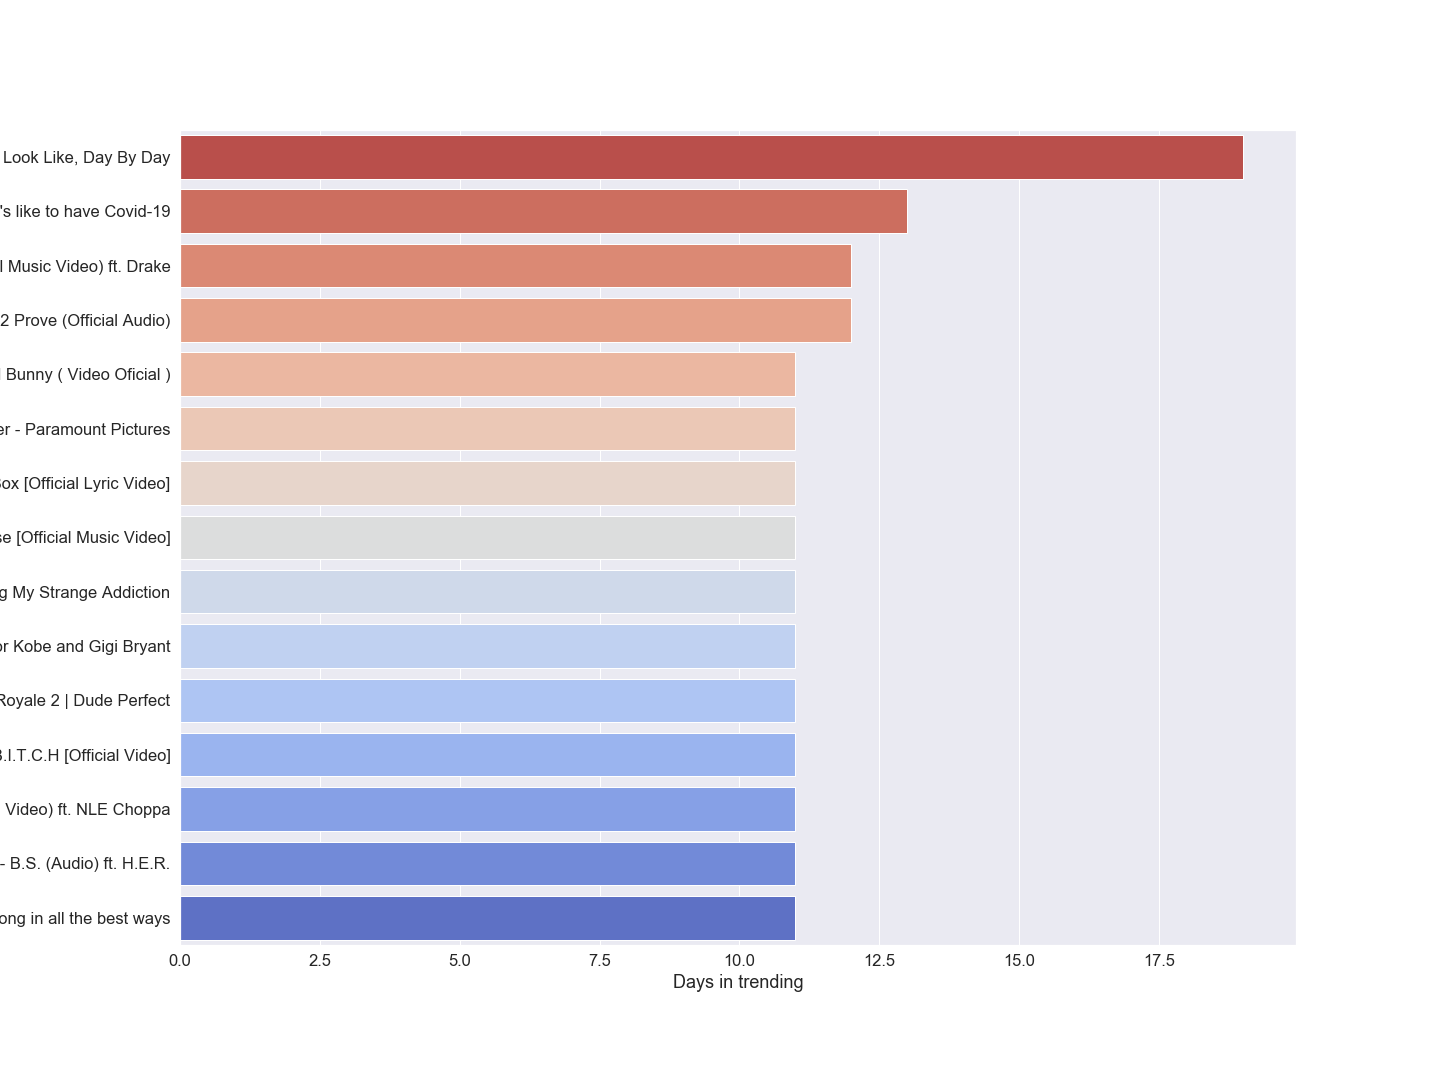 Look Like, Day By Day
's like to have Covid-19
l Music Video) ft. Drake
2 Prove (Official Audio)
Bunny ( Video Oficial )
er - Paramount Pictures
Box [Official Lyric Video]
se [Official Music Video]
g My Strange Addiction
or Kobe and Gigi Bryant
Royale 2 | Dude Perfect
B.I.T.C.H [Official Video]
Video) ft. NLE Choppa
- B.S. (Audio) ft. H.E.R.
ong in all the best ways
0.0 2.5 5.0 7.5 10.0 12.5 15.0 17.5
Days in trending